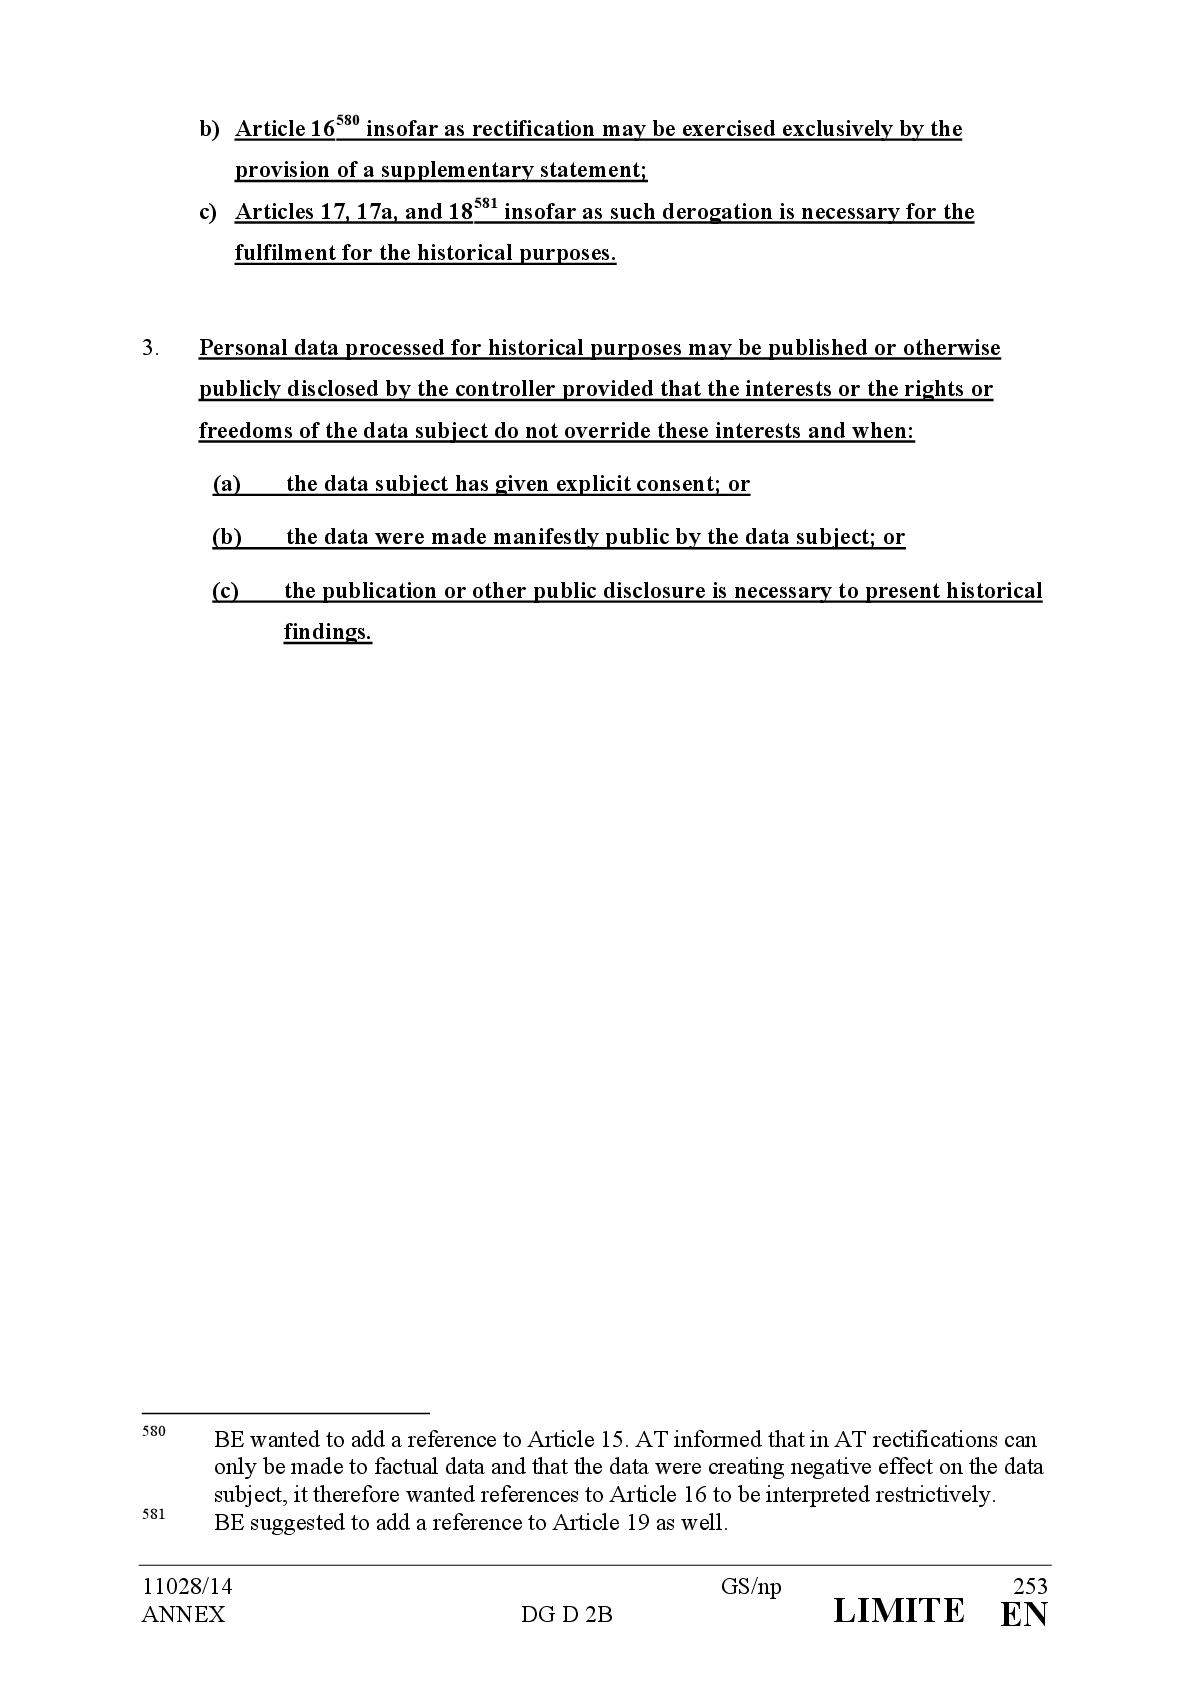 b) Article 16580 insofar as rectification may be exercised exclusively by the
provision of a supplementary statement;
c) Articles 17, 17a, and 18581 insofar as such derogation is necessary for the
fulfilment for the historical purposes.
3. Personal data processed for historical purposes may be published or otherwise
publicly disclosed by the controller provided that the interests or the rights or
freedoms of the data subject do not override these interests and when:
(a) the data subject has given explicit consent; or
(b) the data were made manifestly public by the data subject; or
(c) the publication or other public disclosure is necessary to present historical
findings.
580 BE wanted to add a reference to Article 15. AT informed that in AT rectifications can
only be made to factual data and that the data were creating negative effect on the data
subject, it therefore wanted references to Article 16 to be interpreted restrictively.
581 BE suggested to add a reference to Article 19 as well.
11028/14 GS/np 253
ANNEX DG D 2B LIMITE EN